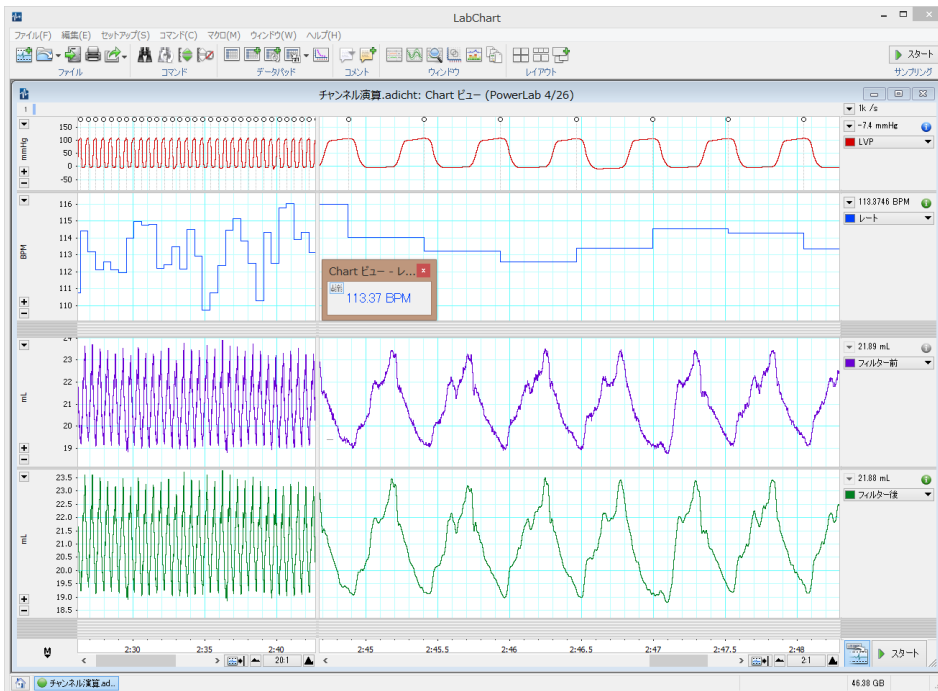 LabChart
ファイル(F) 編集(E) セットアップ(S) コマンド(C) マクロ(M) ウィンドウ(W) ヘルプ(H)
ファイル コマンド データパッド コメント ウィンドウ レイアウト
スタート
サンプリング
チャンネル演算.adicht: Chart ビュー (PowerLab 4/26)
1
1k /s
150
100
50
0
-50
mmHg
-7.4 mmHg
LVP
116
115
114
113
112
111
110
BPM
113.3746 BPM
レート
Chart ビュー - レ...
113.37 BPM
24
23
22
21
20
19
mL
21.89 mL
フィルター前
23.5
23.0
22.5
22.0
21.5
21.0
20.5
20.0
19.5
19.0
18.5
mL
21.88 mL
フィルター後
2:30 2:35 2:40 2:45 2:45.5 2:46 2:46.5 2:47 2:47.5 2:48
M
20:1
2:1
スタート
チャンネル演算.ad...
46.38 GB